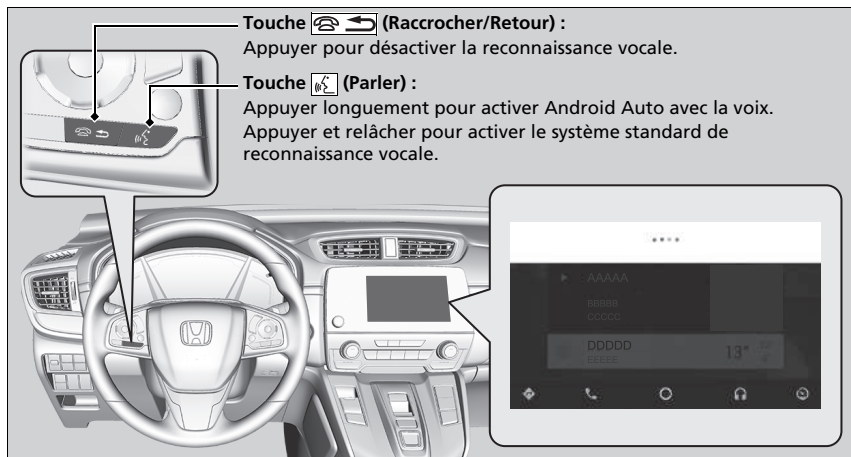 Touche (Raccrocher/Retour) :
Appuyer pour désactiver la reconnaissance vocale.
Touche (Parler) :
Appuyer longuement pour activer Android Auto avec la voix.
Appuyer et relâcher pour activer le système standard de
reconnaissance vocale.
AAAAA
BBBBB
CCCCC
DDDDD
EEEEE
13°